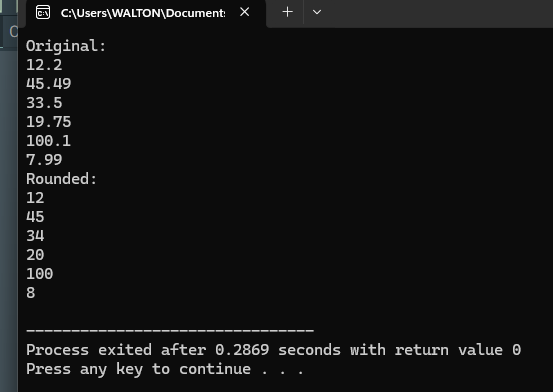 C:\Users\WALTON\Document:
Original:
12.2
45.49
33.5
19.75
100.1
7.99
Rounded:
12
45
34
20
100
8
--------------------------------
Process exited after 0.2869 seconds with return value 0
Press any key to continue . . .